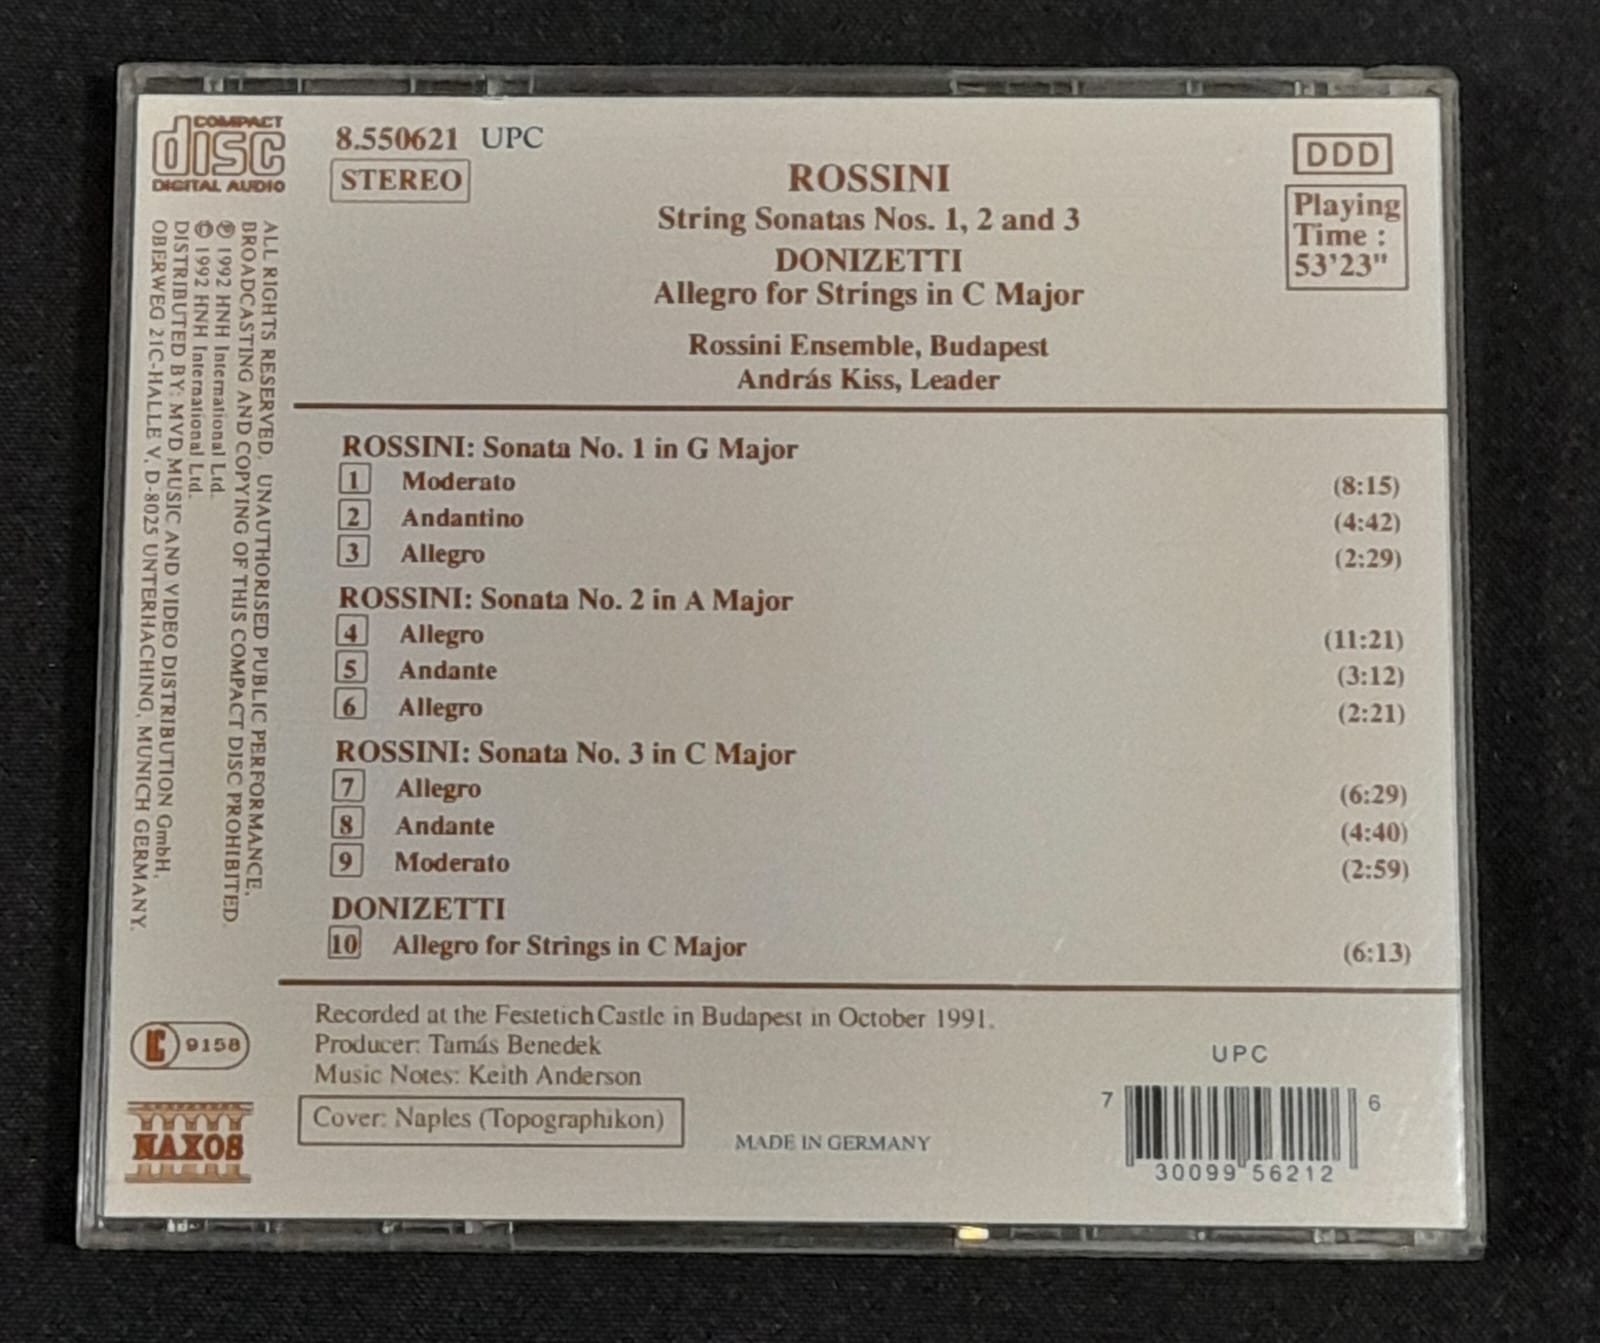 COMPACT
disc
DIGITAL AUDIO
8.550621 UPC
STEREO
ROSSINI
String Sonatas Nos. 1, 2 and 3
DONIZETTI
Allegro for Strings in C Major
Rossini Ensemble, Budapest
András Kiss, Leader
DDD
Playing
Time :
53'23"
ALL RIGHTS RESERVED. UNAUTHORISED PUBLIC PERFORMANCE,
BROADCASTING AND COPYING OF THIS COMPACT DISC PROHIBITED.
℗ 1992 HNH International Ltd.
© 1992 HNH International Ltd.
DISTRIBUTED BY: MVD MUSIC AND VIDEO DISTRIBUTION GmbH,
OBERWEG 21C-HALLE V, D-8025 UNTERHACHING, MUNICH GERMANY.
ROSSINI: Sonata No. 1 in G Major
1 Moderato (8:15)
2 Andantino (4:42)
3 Allegro (2:29)
ROSSINI: Sonata No. 2 in A Major
4 Allegro (11:21)
5 Andante (3:12)
6 Allegro (2:21)
ROSSINI: Sonata No. 3 in C Major
7 Allegro (6:29)
8 Andante (4:40)
9 Moderato (2:59)
DONIZETTI
10 Allegro for Strings in C Major (6:13)
Recorded at the Festetich Castle in Budapest in October 1991.
Producer: Tamás Benedek
Music Notes: Keith Anderson
Cover: Naples (Topographikon)
9158
NAXOS
MADE IN GERMANY
UPC
7 30099 56212 6